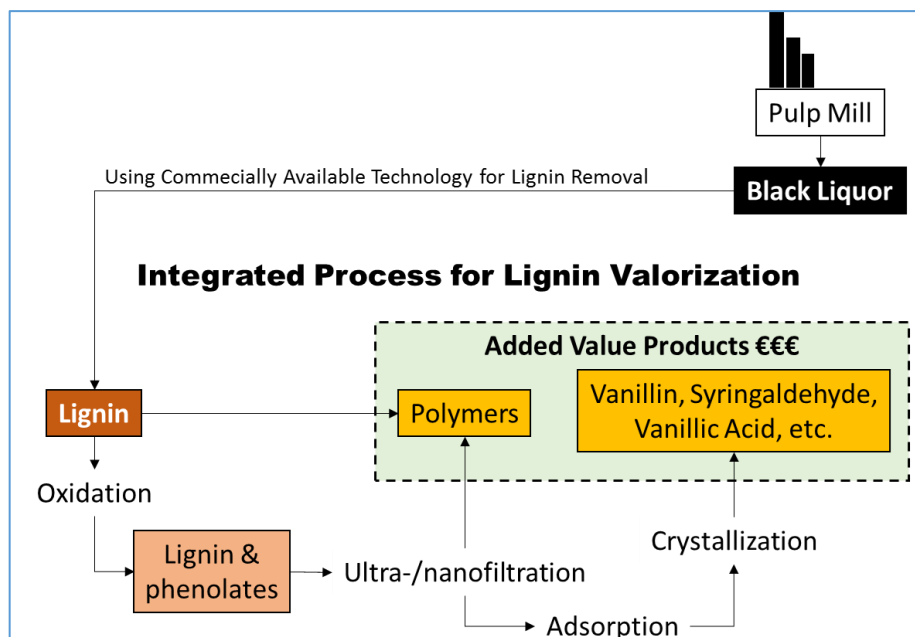 Pulp Mill
Black Liquor
Using Commecially Available Technology for Lignin Removal
Integrated Process for Lignin Valorization
Added Value Products €€€
Lignin
Polymers
Vanillin, Syringaldehyde,
Vanillic Acid, etc.
Oxidation
Lignin &
phenolates
Ultra-/nanofiltration
Crystallization
Adsorption